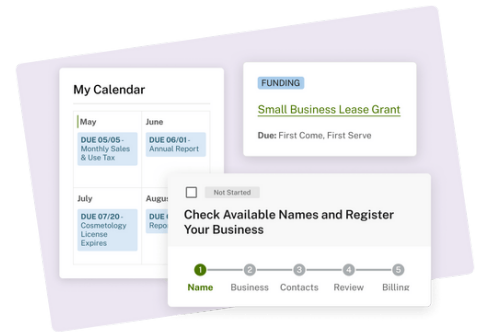 My Calendar
May
DUE 05/05 -
Monthly Sales
& Use Tax
June
DUE 06/01 -
Annual Report
July
DUE 07/20 -
Cosmetology
License
Expires
DUE
FUNDING
Small Business Lease Grant
Due: First Come, First Serve
Not Started
Check Available Names and Register
Your Business
1 2 3 4 5
Name Business Contacts Review Billing